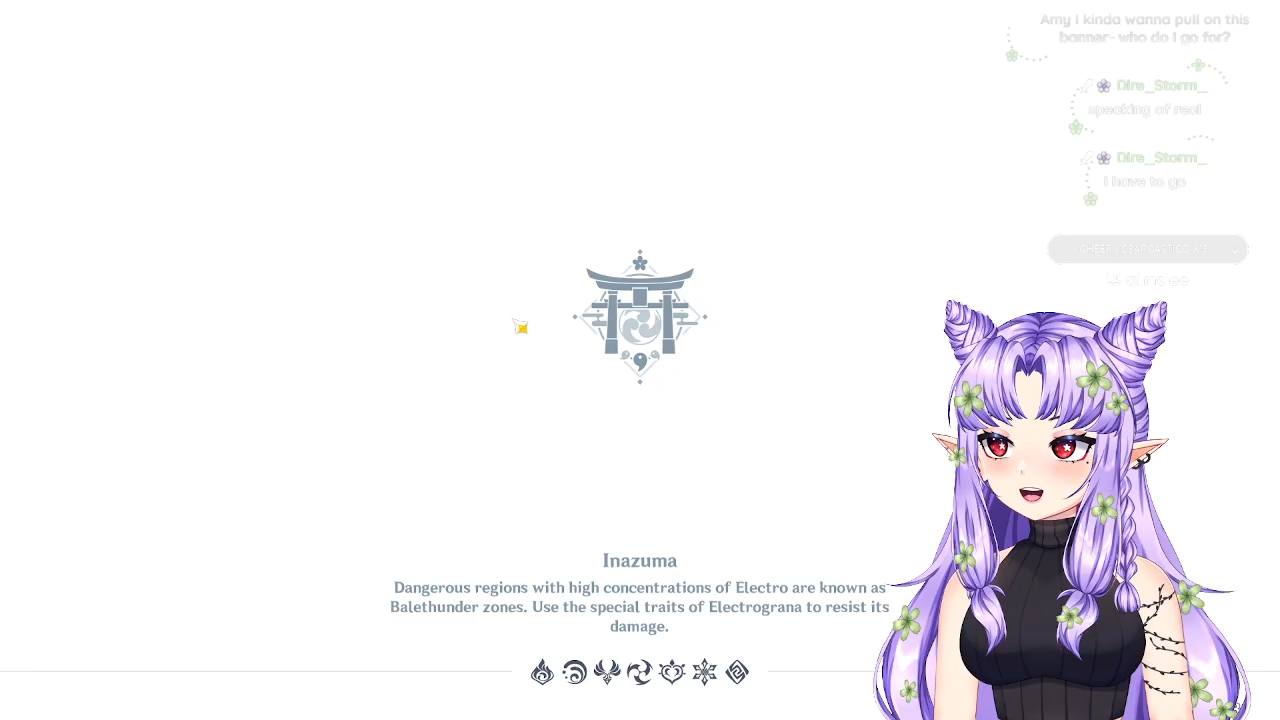 Amy I kinda wanna pull on this
banner- who do I go for?
Dire_Storm_
speaking of real
Dire_Storm_
I have to go
Inazuma
Dangerous regions with high concentrations of Electro are known as
Balethunder zones. Use the special traits of Electrograna to resist its
damage.